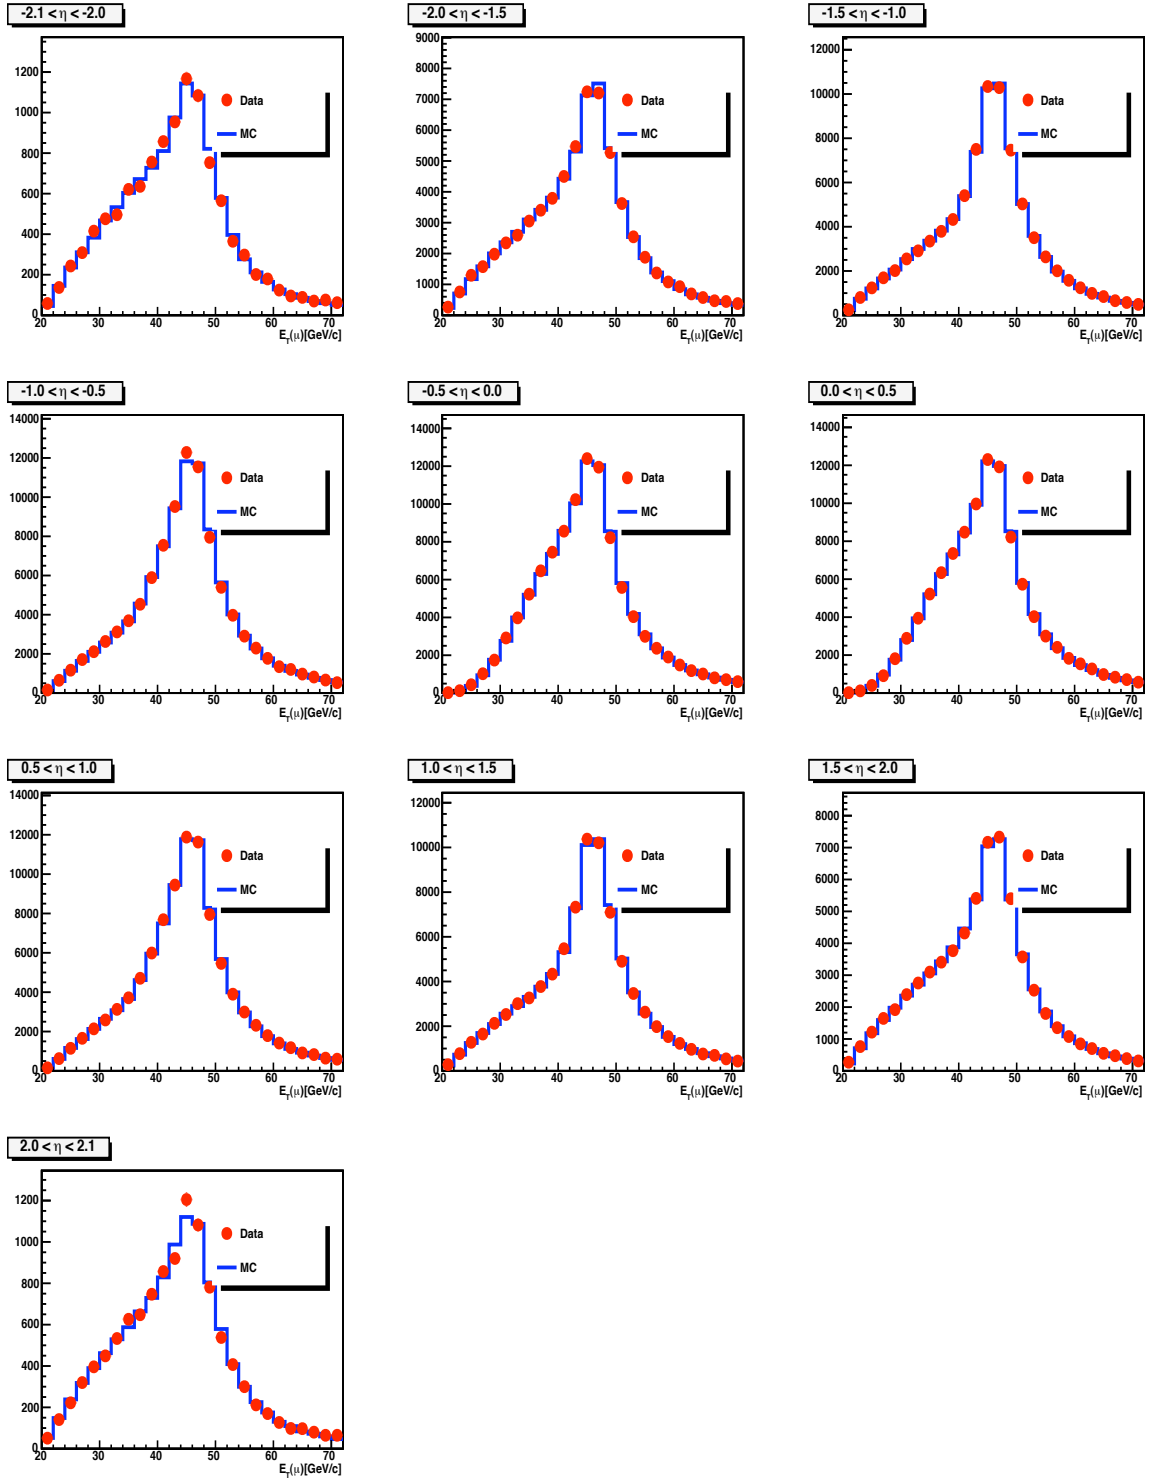 -2.1 < η < -2.0
1200
1000
800
600
400
200
0
20 30 40 50 60 70
E_T(μ)[GeV/c]
Data
MC
-2.0 < η < -1.5
9000
8000
7000
6000
5000
4000
3000
2000
1000
0
20 30 40 50 60 70
E_T(μ)[GeV/c]
Data
MC
-1.5 < η < -1.0
12000
10000
8000
6000
4000
2000
0
20 30 40 50 60 70
E_T(μ)[GeV/c]
Data
MC
-1.0 < η < -0.5
14000
12000
10000
8000
6000
4000
2000
0
20 30 40 50 60 70
E_T(μ)[GeV/c]
Data
MC
-0.5 < η < 0.0
14000
12000
10000
8000
6000
4000
2000
0
20 30 40 50 60 70
E_T(μ)[GeV/c]
Data
MC
0.0 < η < 0.5
14000
12000
10000
8000
6000
4000
2000
0
20 30 40 50 60 70
E_T(μ)[GeV/c]
Data
MC
0.5 < η < 1.0
14000
12000
10000
8000
6000
4000
2000
0
20 30 40 50 60 70
E_T(μ)[GeV/c]
Data
MC
1.0 < η < 1.5
12000
10000
8000
6000
4000
2000
0
20 30 40 50 60 70
E_T(μ)[GeV/c]
Data
MC
1.5 < η < 2.0
8000
7000
6000
5000
4000
3000
2000
1000
0
20 30 40 50 60 70
E_T(μ)[GeV/c]
Data
MC
2.0 < η < 2.1
1200
1000
800
600
400
200
0
20 30 40 50 60 70
E_T(μ)[GeV/c]
Data
MC